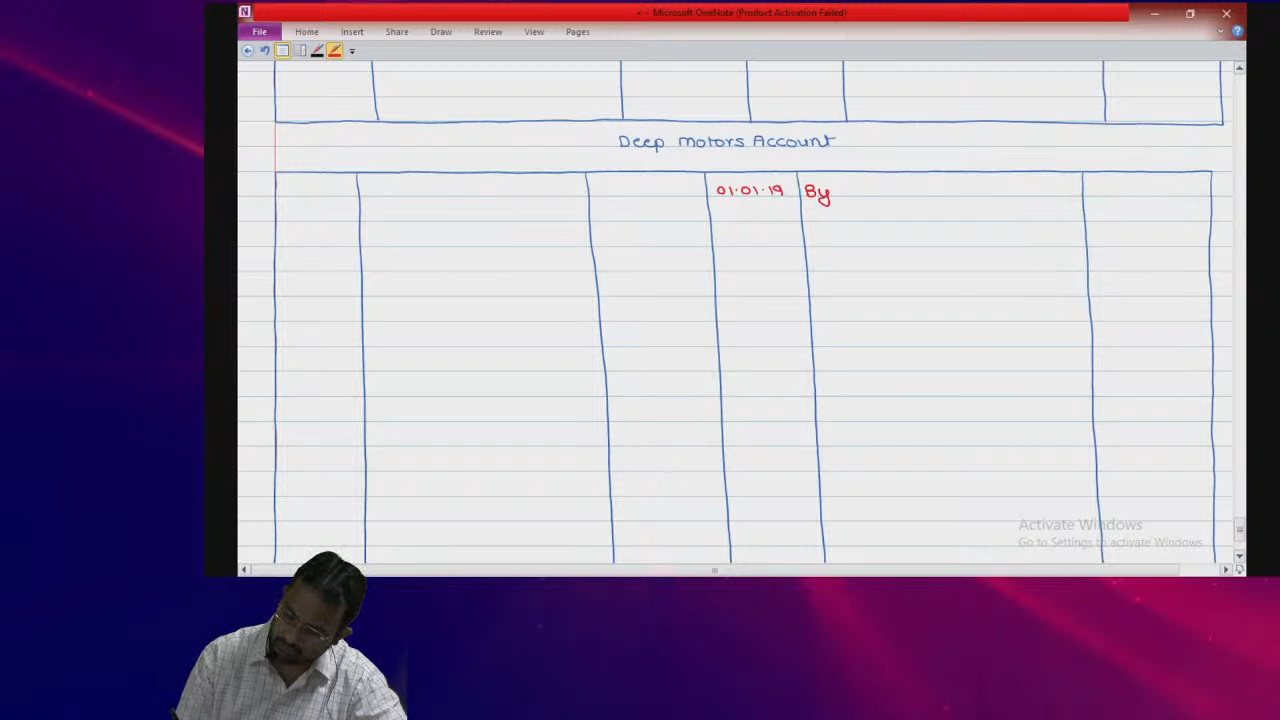 Microsoft OneNote (Product Activation Failed)
File Home Insert Share Draw Review View Pages
Deep Motors Account
01.01.19 By
Activate Windows
Go to Settings to activate Windows.